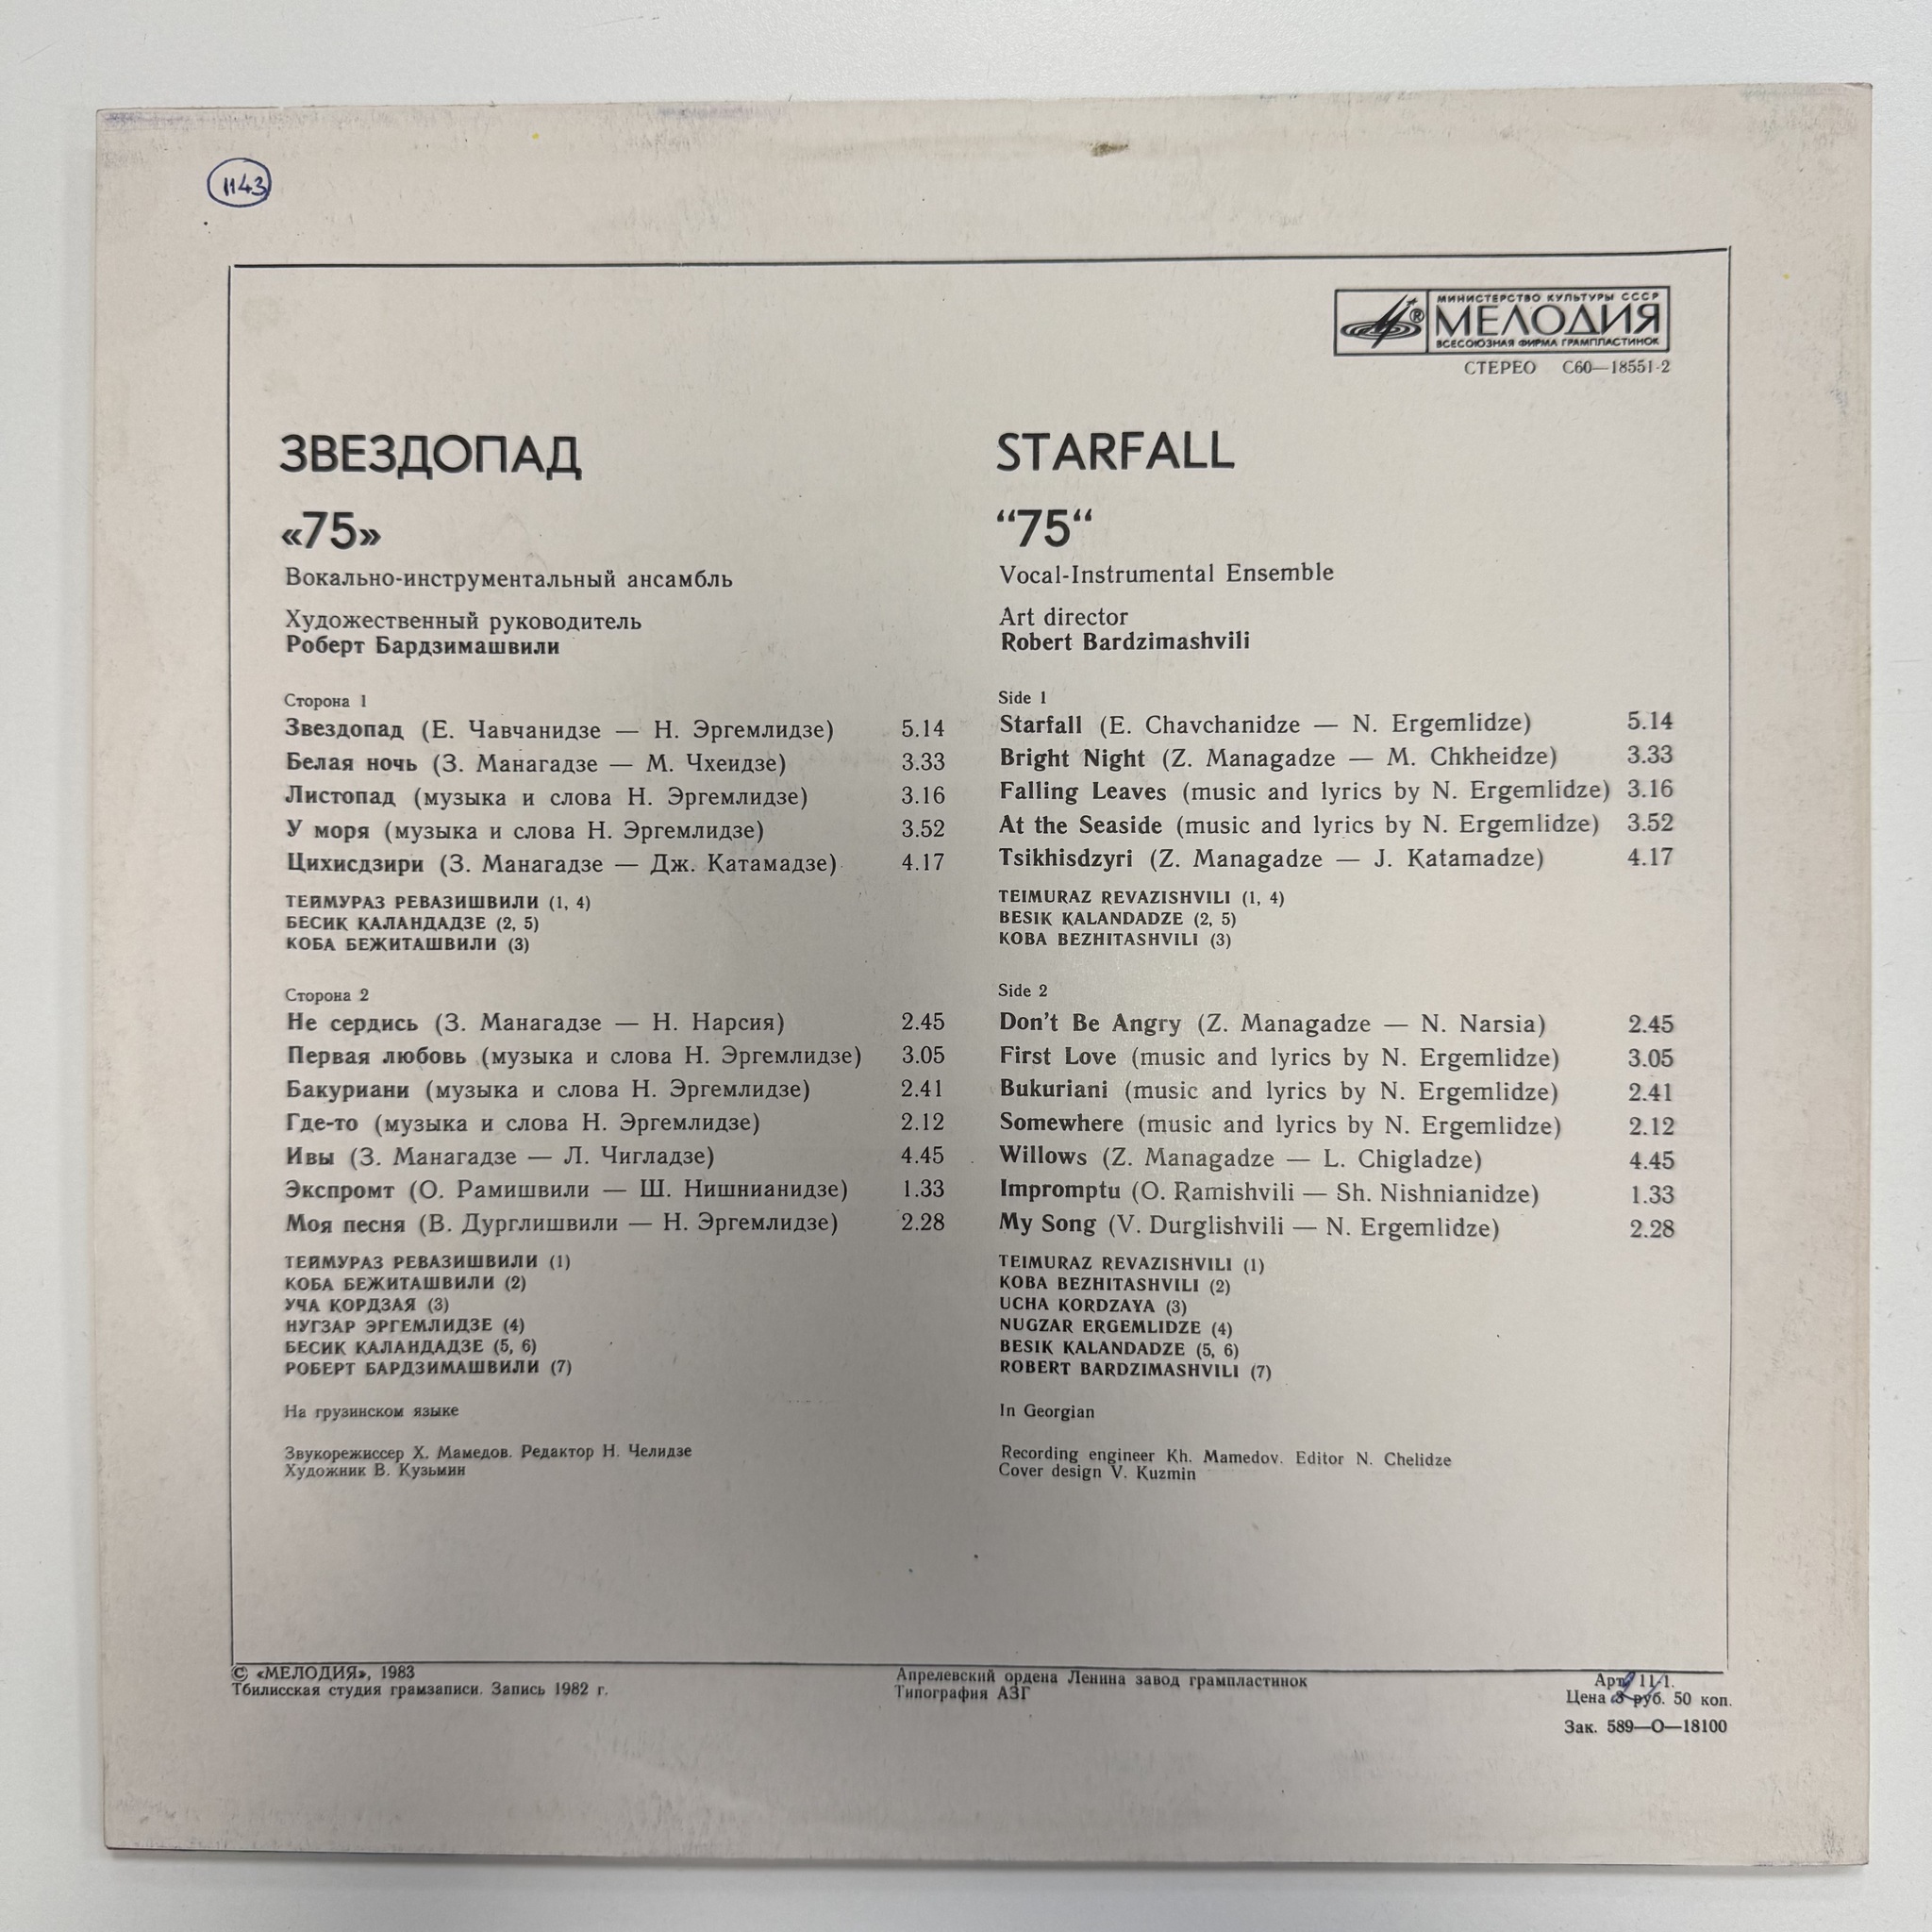 1143
МИНИСТЕРСТВО КУЛЬТУРЫ СССР
МЕЛОДИЯ
ВСЕСОЮЗНАЯ ФИРМА ГРАМПЛАСТИНОК
СТЕРЕО С60—18551-2
ЗВЕЗДОПАД
«75»
Вокально-инструментальный ансамбль
Художественный руководитель
Роберт Бардзимашвили
Сторона 1
Звездопад (Е. Чавчанидзе — Н. Эргемлидзе) 5.14
Белая ночь (З. Манагадзе — М. Чхеидзе) 3.33
Листопад (музыка и слова Н. Эргемлидзе) 3.16
У моря (музыка и слова Н. Эргемлидзе) 3.52
Цихисдзири (З. Манагадзе — Дж. Катамадзе) 4.17
ТЕЙМУРАЗ РЕВАЗИШВИЛИ (1, 4)
БЕСИК КАЛАНДАДЗЕ (2, 5)
КОБА БЕЖИТАШВИЛИ (3)
Сторона 2
Не сердись (З. Манагадзе — Н. Нарсия) 2.45
Первая любовь (музыка и слова Н. Эргемлидзе) 3.05
Бакуриани (музыка и слова Н. Эргемлидзе) 2.41
Где-то (музыка и слова Н. Эргемлидзе) 2.12
Ивы (З. Манагадзе — Л. Чигладзе) 4.45
Экспромт (О. Рамишвили — Ш. Нишнианидзе) 1.33
Моя песня (В. Дурглишвили — Н. Эргемлидзе) 2.28
ТЕЙМУРАЗ РЕВАЗИШВИЛИ (1)
КОБА БЕЖИТАШВИЛИ (2)
УЧА КОРДЗАЯ (3)
НУГЗАР ЭРГЕМЛИДЗЕ (4)
БЕСИК КАЛАНДАДЗЕ (5, 6)
РОБЕРТ БАРДЗИМАШВИЛИ (7)
На грузинском языке
Звукорежиссер Х. Мамедов. Редактор Н. Челидзе
Художник В. Кузьмин
STARFALL
“75“
Vocal-Instrumental Ensemble
Art director
Robert Bardzimashvili
Side 1
Starfall (E. Chavchanidze — N. Ergemlidze) 5.14
Bright Night (Z. Managadze — M. Chkheidze) 3.33
Falling Leaves (music and lyrics by N. Ergemlidze) 3.16
At the Seaside (music and lyrics by N. Ergemlidze) 3.52
Tsikhisdzyri (Z. Managadze — J. Katamadze) 4.17
TEIMURAZ REVAZISHVILI (1, 4)
BESIK KALANDADZE (2, 5)
KOBA BEZHITASHVILI (3)
Side 2
Don't Be Angry (Z. Managadze — N. Narsia) 2.45
First Love (music and lyrics by N. Ergemlidze) 3.05
Bukuriani (music and lyrics by N. Ergemlidze) 2.41
Somewhere (music and lyrics by N. Ergemlidze) 2.12
Willows (Z. Managadze — L. Chigladze) 4.45
Impromptu (O. Ramishvili — Sh. Nishnianidze) 1.33
My Song (V. Durglishvili — N. Ergemlidze) 2.28
TEIMURAZ REVAZISHVILI (1)
KOBA BEZHITASHVILI (2)
UCHA KORDZAYA (3)
NUGZAR ERGEMLIDZE (4)
BESIK KALANDADZE (5, 6)
ROBERT BARDZIMASHVILI (7)
In Georgian
Recording engineer Kh. Mamedov. Editor N. Chelidze
Cover design V. Kuzmin
© «МЕЛОДИЯ», 1983
Тбилисская студия грамзаписи. Запись 1982 г.
Апрелевский ордена Ленина завод грампластинок
Типография АЗГ
Арт. 11-1.
Цена 3 руб. 50 коп.
Зак. 589—О—18100